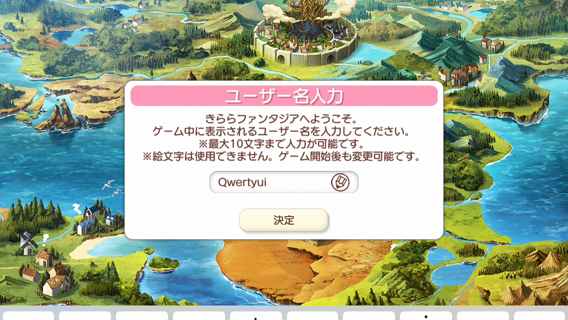 ユーザー名入力
きららファンタジアへようこそ。
ゲーム中に表示されるユーザー名を入力してください。
※最大10文字まで入力が可能です。
※絵文字は使用できません。ゲーム開始後も変更可能です。
Qwertyui
決定